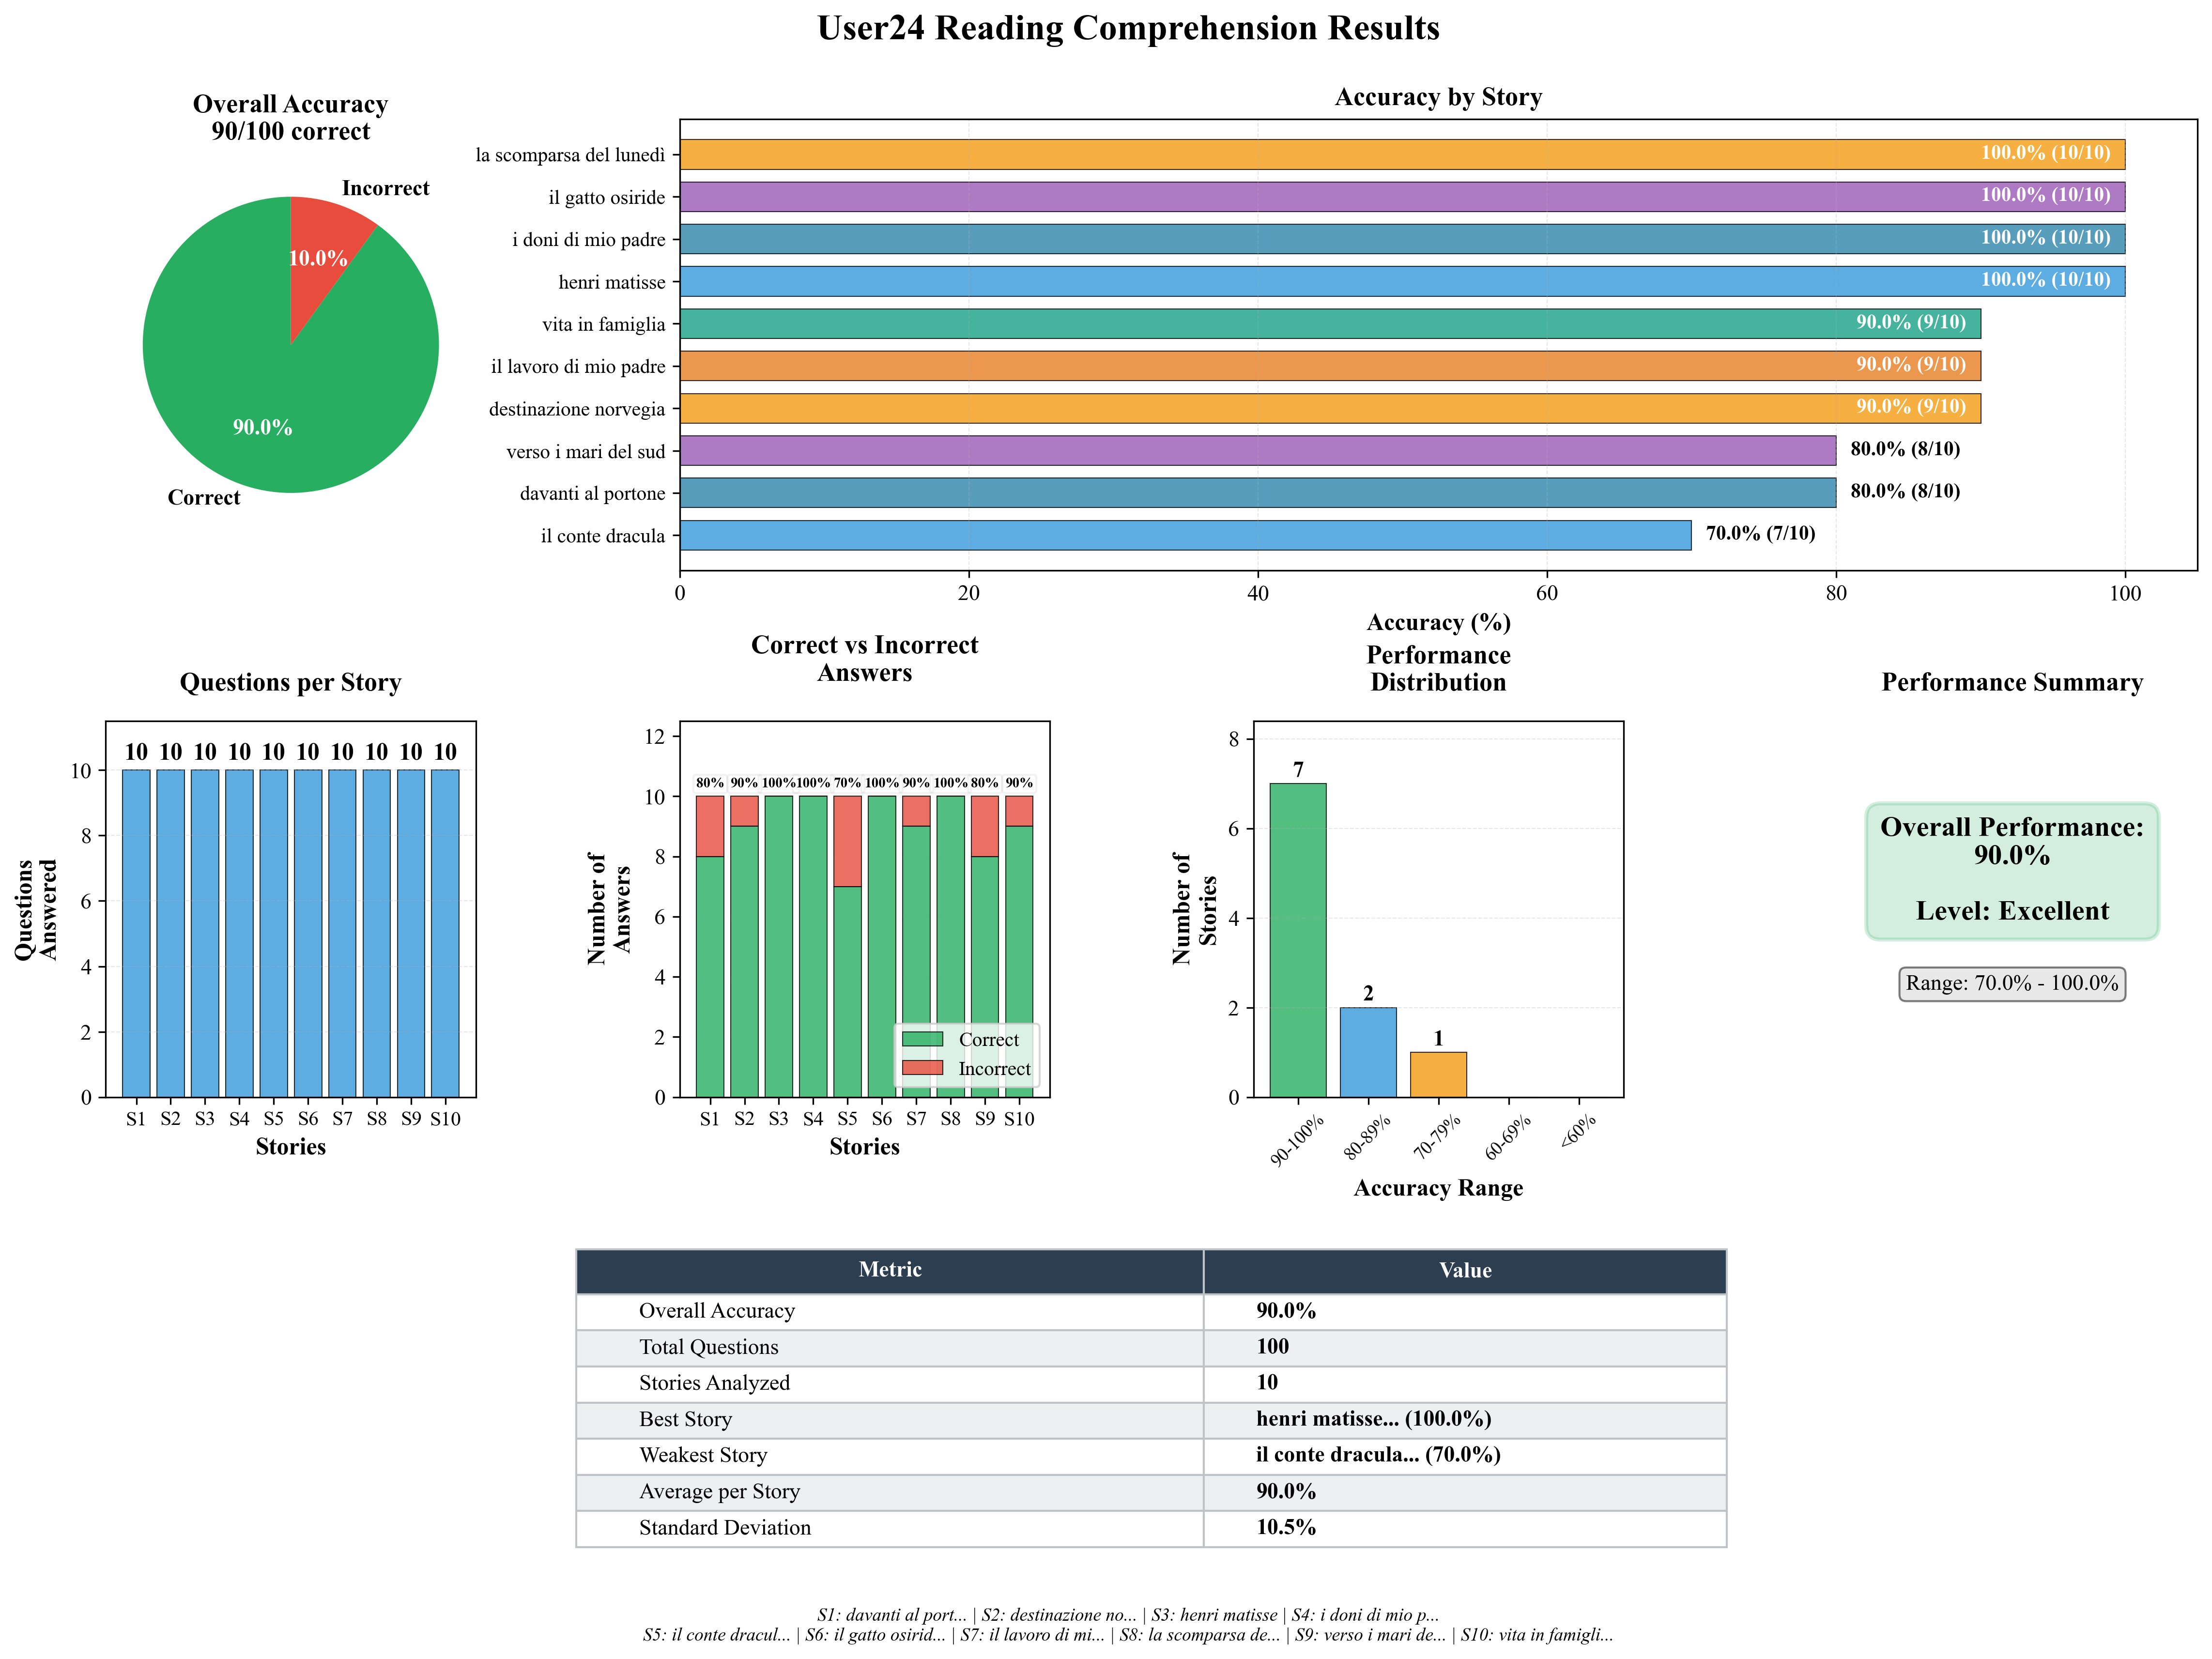 User24 Reading Comprehension Results
Overall Accuracy
90/100 correct
Incorrect
10.0%
90.0%
Correct
Accuracy by Story
la scomparsa del lunedì
100.0% (10/10)
il gatto osiride
100.0% (10/10)
i doni di mio padre
100.0% (10/10)
henri matisse
100.0% (10/10)
vita in famiglia
90.0% (9/10)
il lavoro di mio padre
90.0% (9/10)
destinazione norvegia
90.0% (9/10)
verso i mari del sud
80.0% (8/10)
davanti al portone
80.0% (8/10)
il conte dracula
70.0% (7/10)
0 20 40 60 80 100
Accuracy (%)
Questions per Story
10 10 10 10 10 10 10 10 10 10
Questions
Answered
10
8
6
4
2
0
S1 S2 S3 S4 S5 S6 S7 S8 S9 S10
Stories
Correct vs Incorrect
Answers
80% 90% 100% 100% 70% 100% 90% 100% 80% 90%
Number of
Answers
12
10
8
6
4
2
0
Correct
Incorrect
S1 S2 S3 S4 S5 S6 S7 S8 S9 S10
Stories
Performance
Distribution
Number of
Stories
8
6
4
2
0
7
2
1
90-100% 80-89% 70-79% 60-69% <60%
Accuracy Range
Performance Summary
Overall Performance:
90.0%
Level: Excellent
Range: 70.0% - 100.0%
Metric Value
Overall Accuracy 90.0%
Total Questions 100
Stories Analyzed 10
Best Story henri matisse... (100.0%)
Weakest Story il conte dracula... (70.0%)
Average per Story 90.0%
Standard Deviation 10.5%
S1: davanti al port... | S2: destinazione no... | S3: henri matisse | S4: i doni di mio p...
S5: il conte dracul... | S6: il gatto osirid... | S7: il lavoro di mi... | S8: la scomparsa de... | S9: verso i mari de... | S10: vita in famigli...